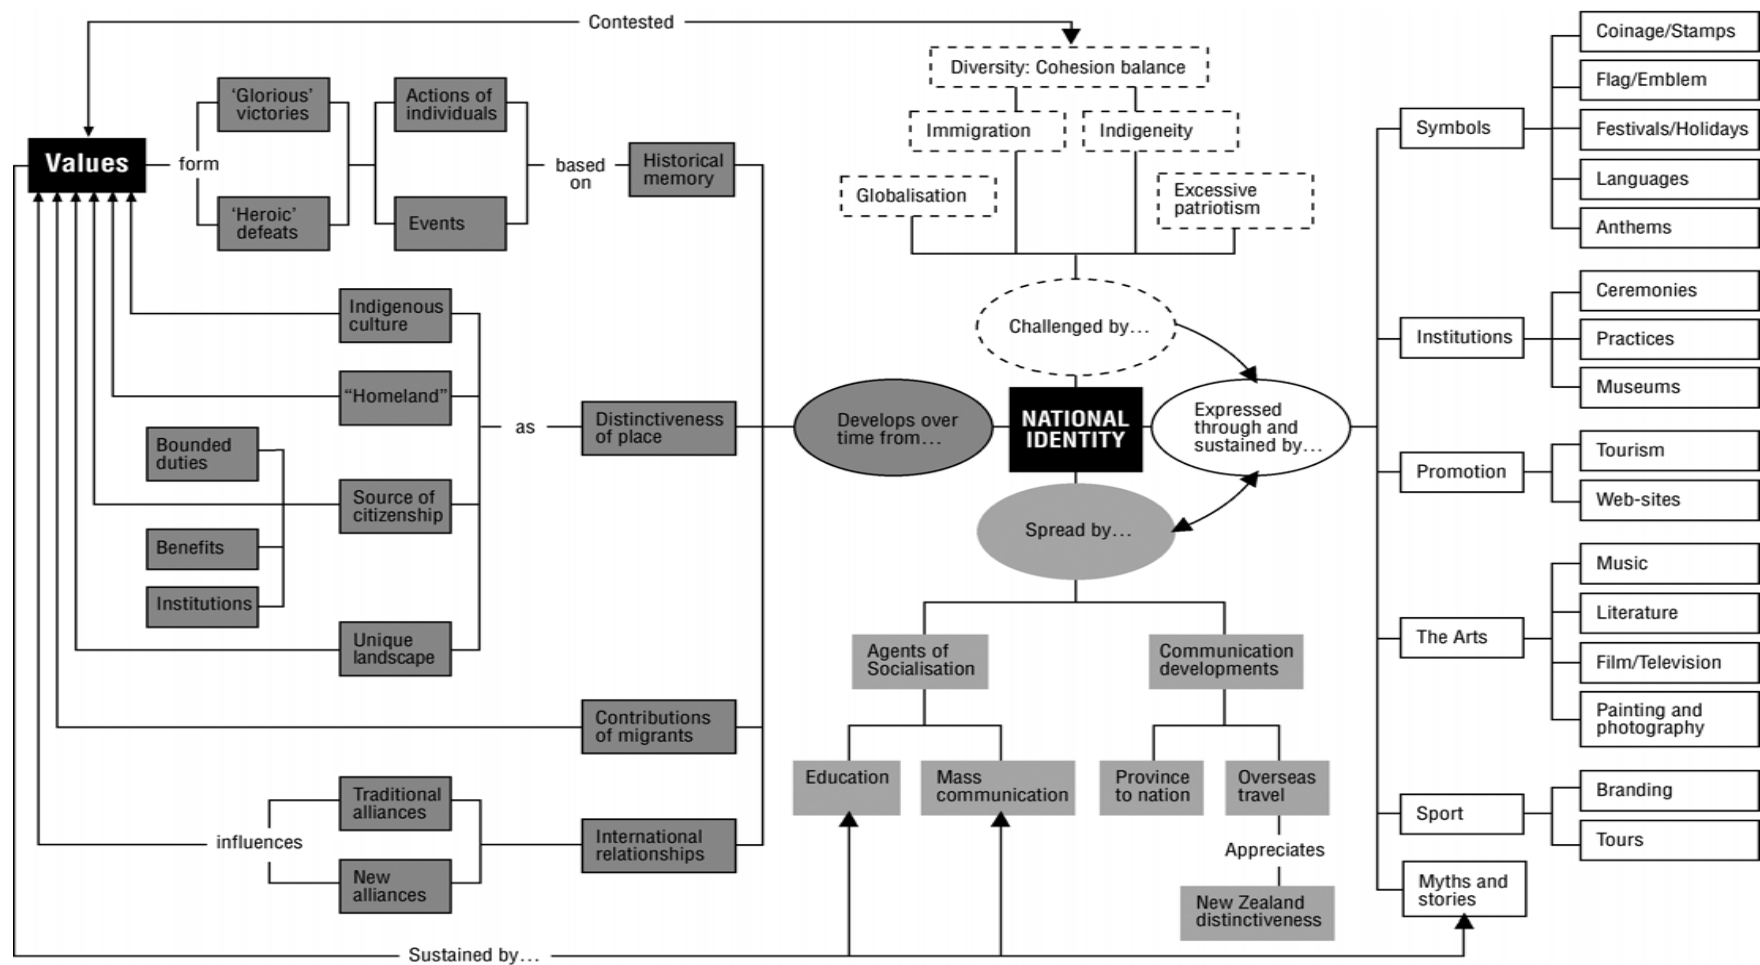 Contested
Diversity: Cohesion balance
Immigration
Indigeneity
Globalisation
Excessive
patriotism
Challenged by...
Values
form
'Glorious'
victories
'Heroic'
defeats
Actions of
individuals
Events
based
on
Historical
memory
Indigenous
culture
"Homeland"
Bounded
duties
Source of
citizenship
Benefits
Institutions
Unique
landscape
as
Distinctiveness
of place
Contributions
of migrants
Traditional
alliances
influences
New
alliances
International
relationships
Develops over
time from...
NATIONAL
IDENTITY
Expressed
through and
sustained by...
Spread by...
Agents of
Socialisation
Communication
developments
Education
Mass
communication
Province
to nation
Overseas
travel
Appreciates
New Zealand
distinctiveness
Sustained by...
Symbols
Coinage/Stamps
Flag/Emblem
Festivals/Holidays
Languages
Anthems
Institutions
Ceremonies
Practices
Museums
Promotion
Tourism
Web-sites
The Arts
Music
Literature
Film/Television
Painting and
photography
Sport
Branding
Tours
Myths and
stories